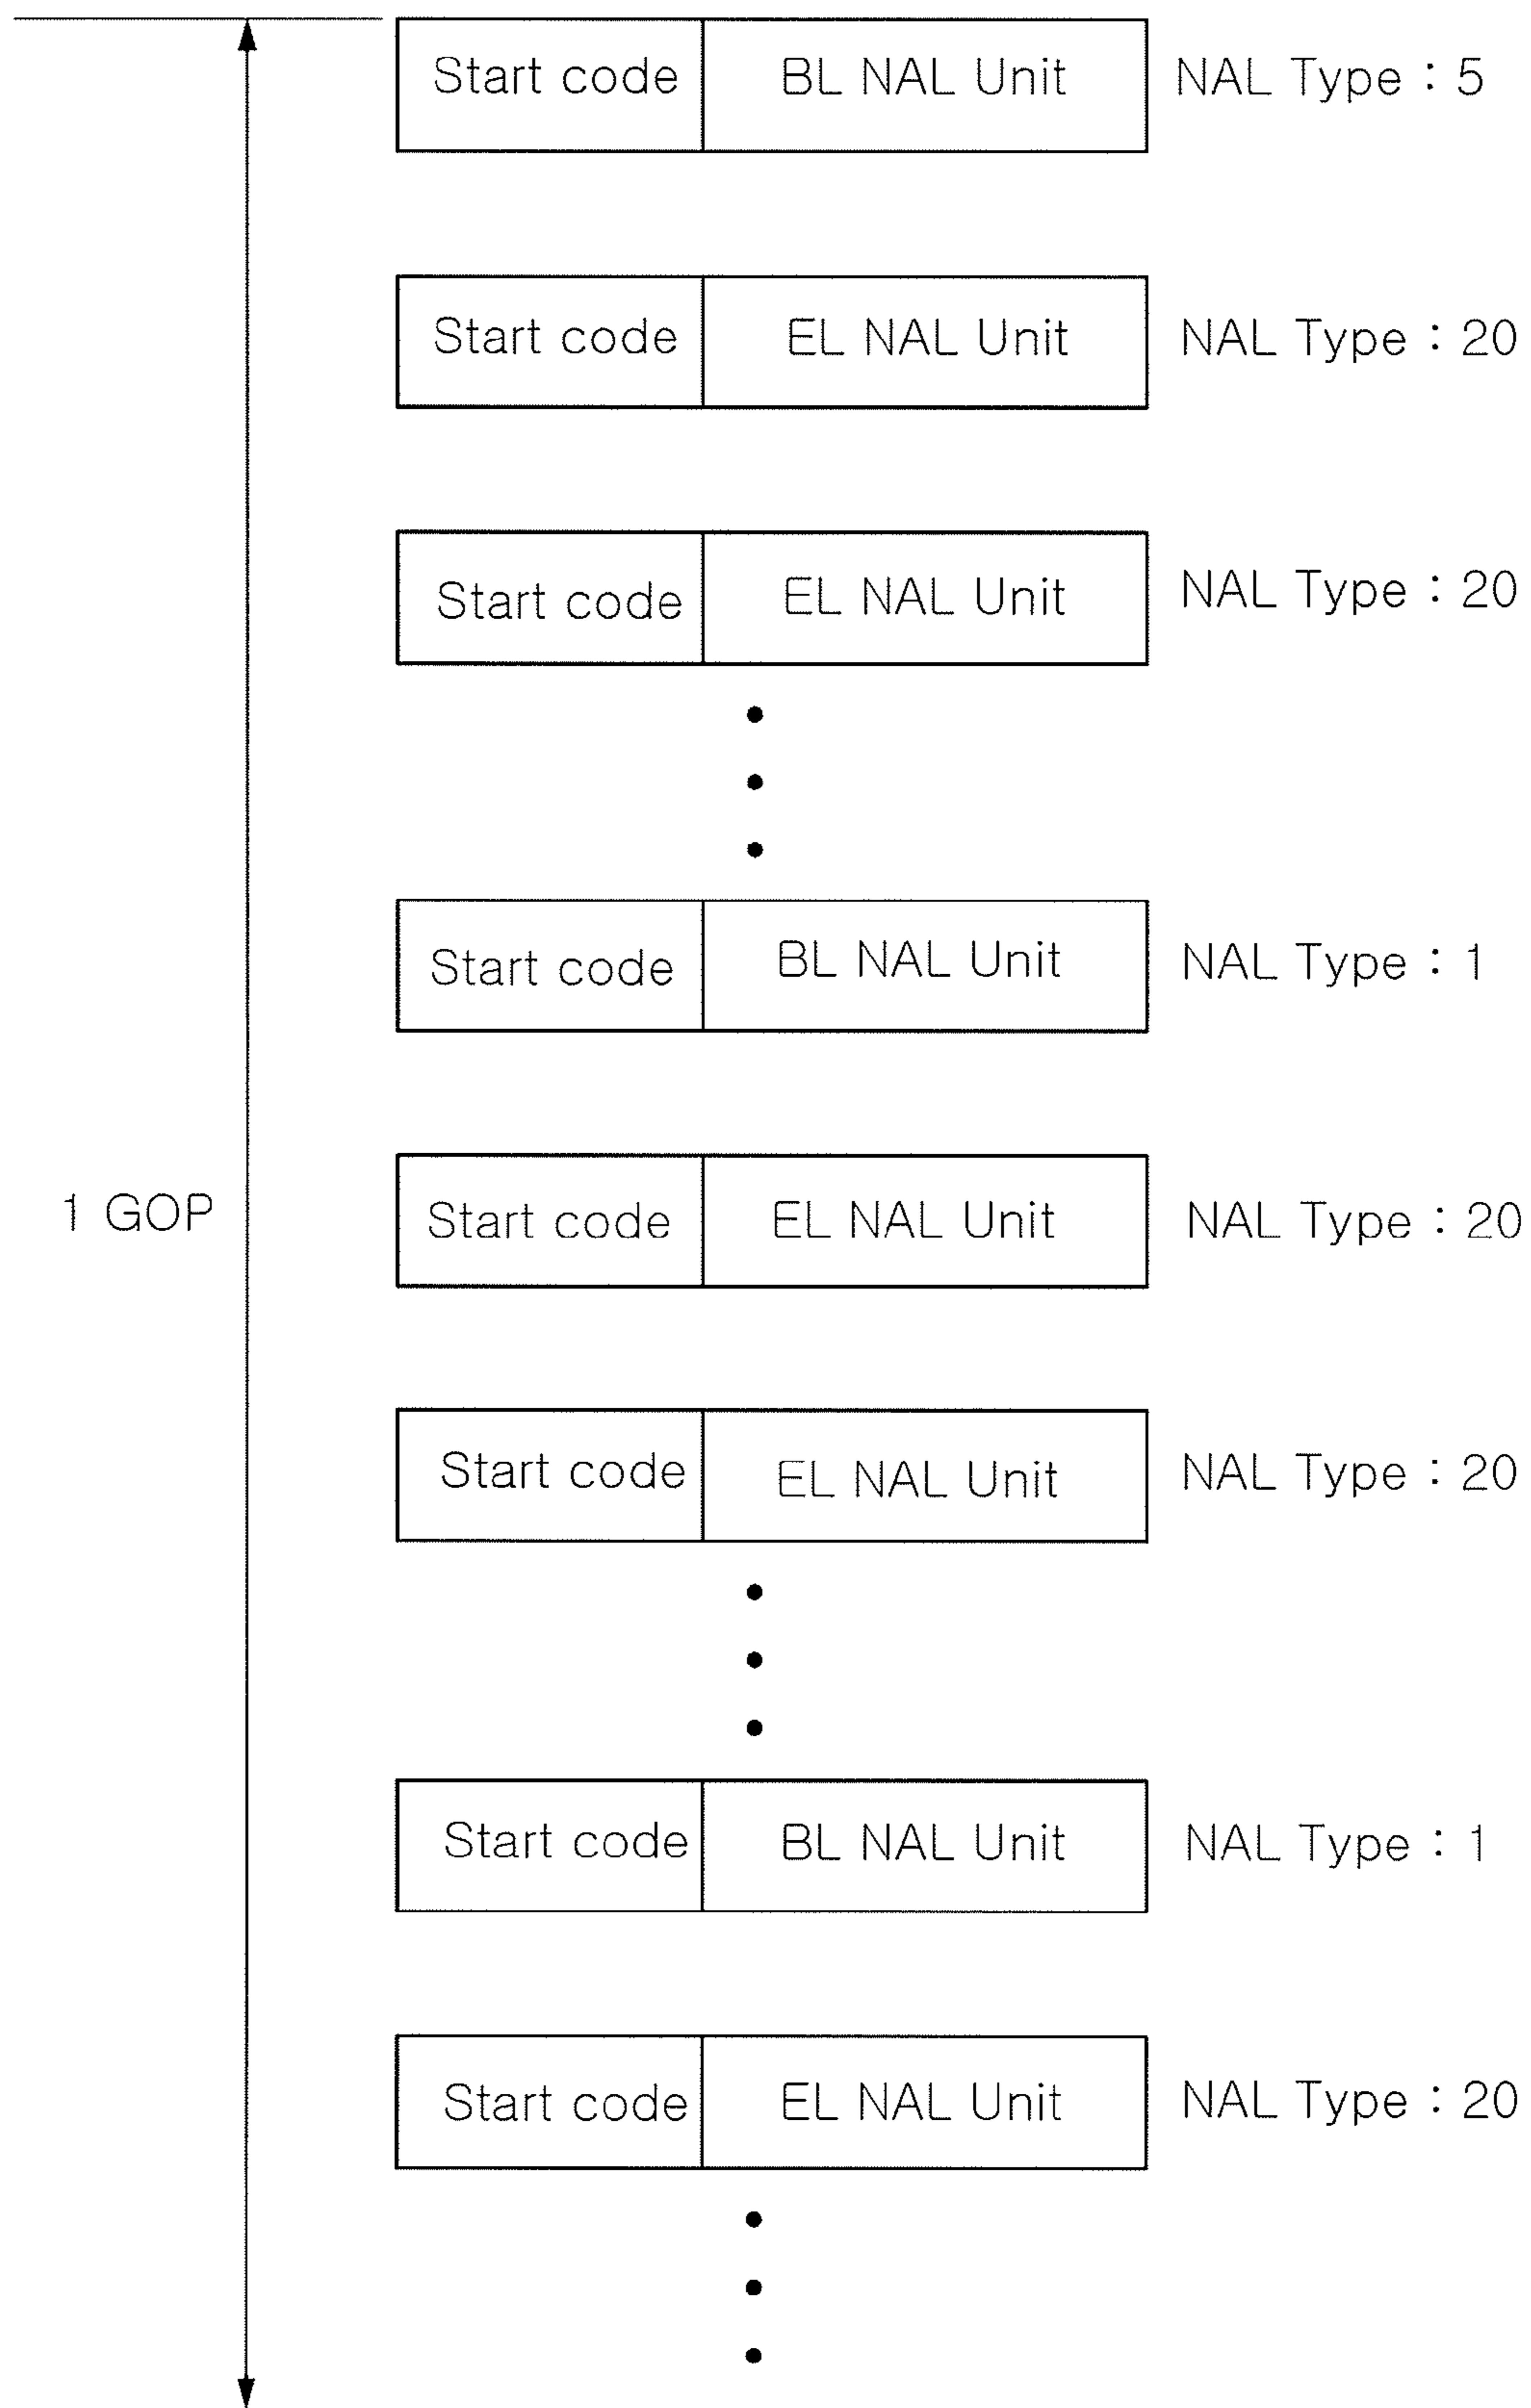 Start code BL NAL Unit NAL Type : 5
Start code EL NAL Unit NAL Type : 20
Start code EL NAL Unit NAL Type : 20
Start code BL NAL Unit NAL Type : 1
1 GOP Start code EL NAL Unit NAL Type : 20
Start code EL NAL Unit NAL Type : 20
Start code BL NAL Unit NAL Type : 1
Start code EL NAL Unit NAL Type : 20